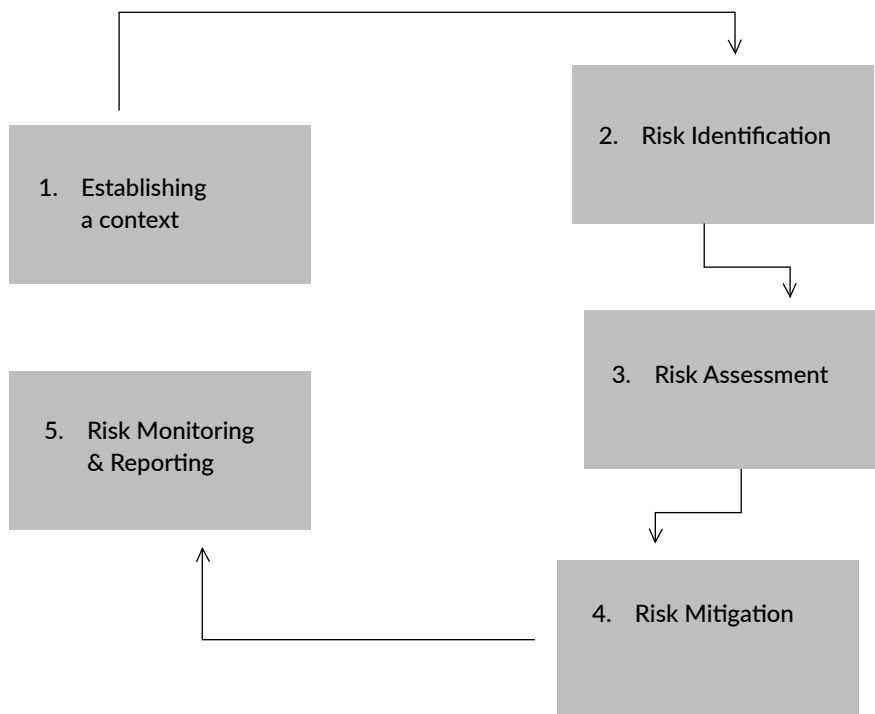 1. Establishing
a context
2. Risk Identification
3. Risk Assessment
4. Risk Mitigation
5. Risk Monitoring
& Reporting